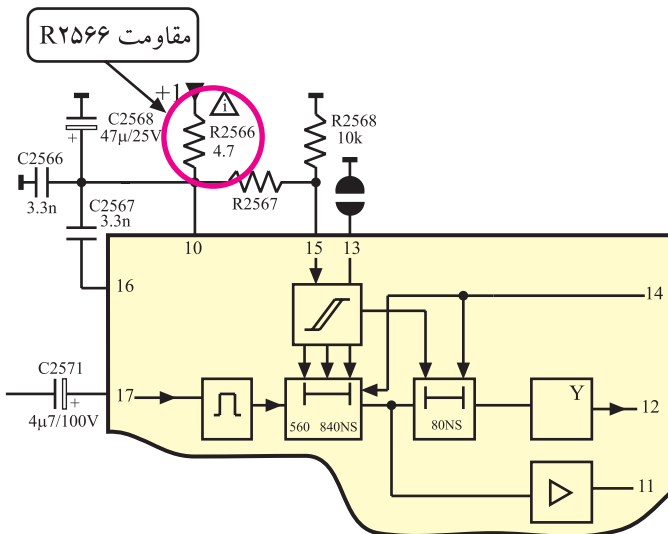 مقاومت R۲۵۶۶
C2568
47μ/25V
+
i
R2566
4.7
R2568
10k
C2566
3.3n
C2567
3.3n
R2567
10
15
13
16
14
C2571
+
4μ7/100V
17
560 840NS
80NS
Y
12
11